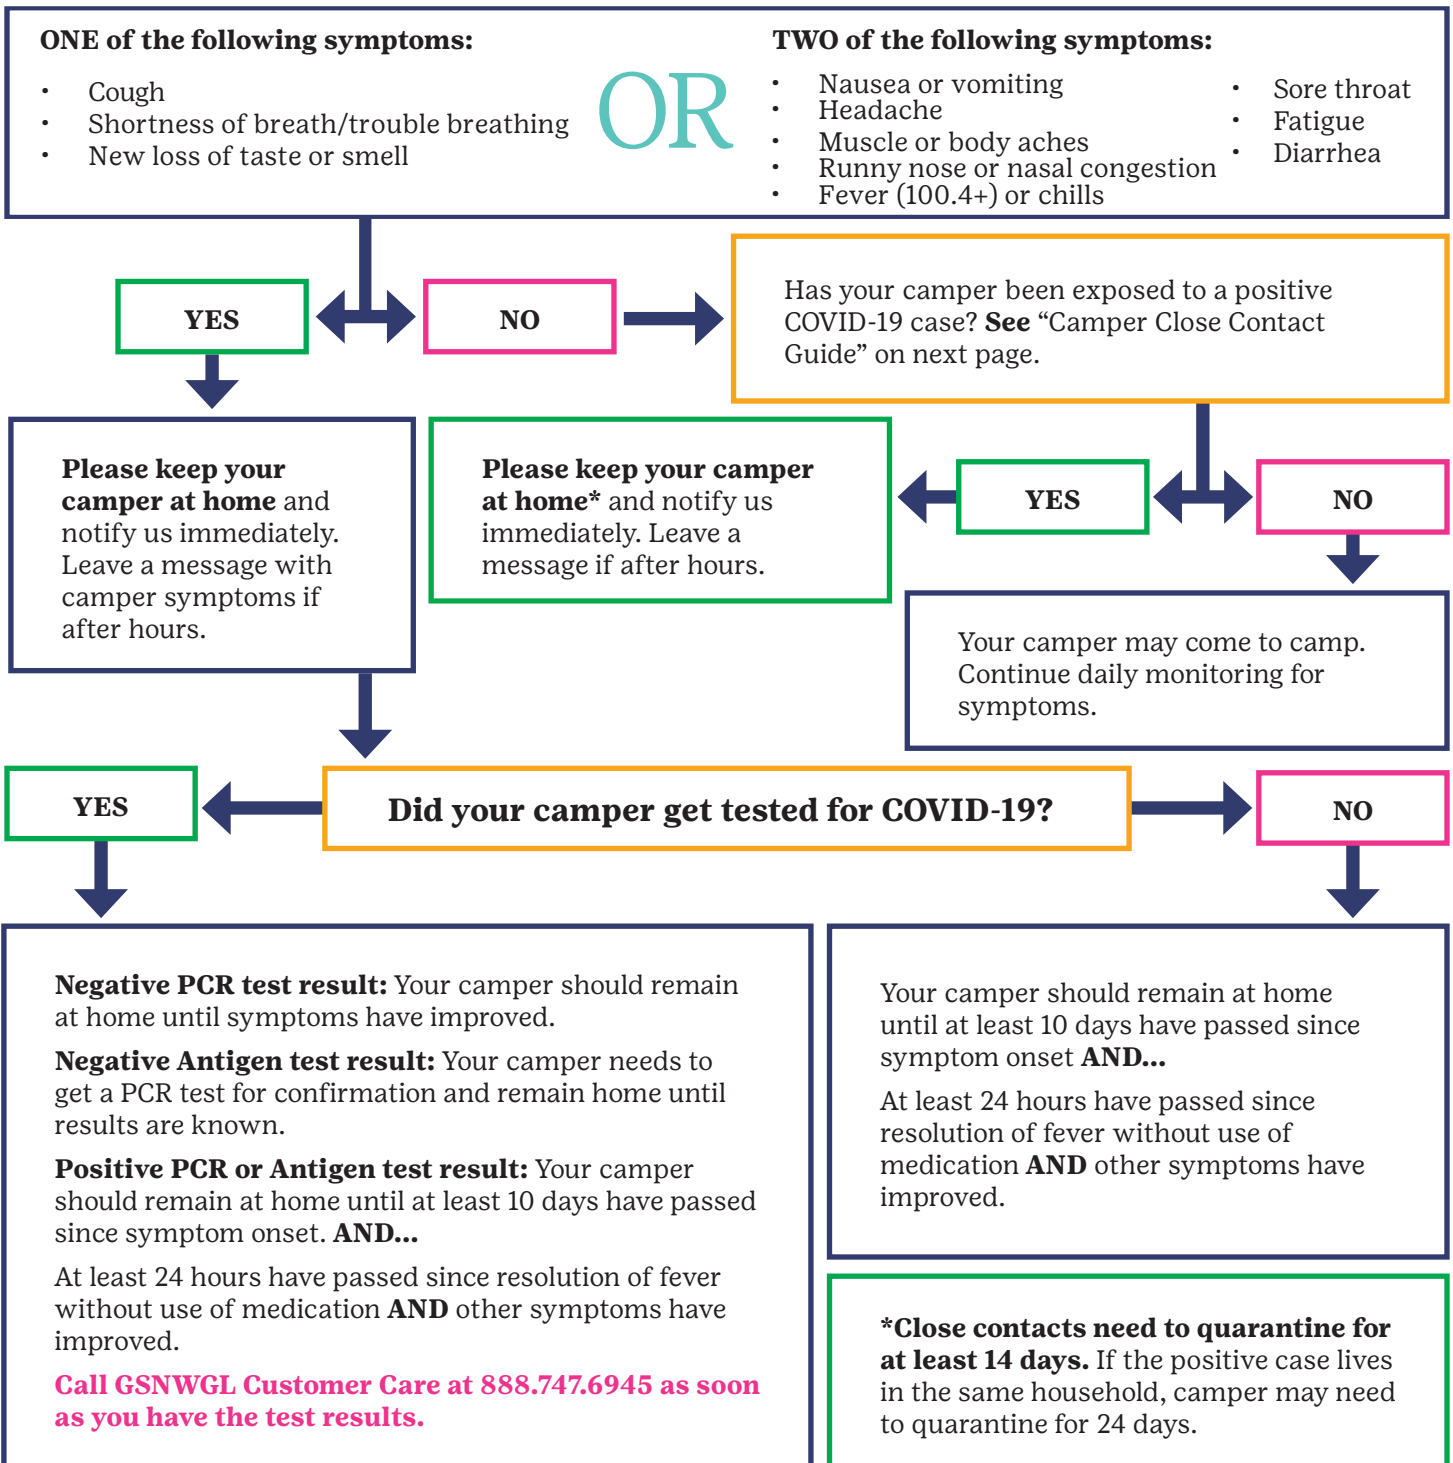 ONE of the following symptoms:
• Cough
• Shortness of breath/trouble breathing
• New loss of taste or smell
OR
TWO of the following symptoms:
• Nausea or vomiting
• Headache
• Muscle or body aches
• Runny nose or nasal congestion
• Fever (100.4+) or chills
• Sore throat
• Fatigue
• Diarrhea
YES
NO
Has your camper been exposed to a positive
COVID-19 case? See “Camper Close Contact
Guide” on next page.
Please keep your
camper at home and
notify us immediately.
Leave a message with
camper symptoms if
after hours.
Please keep your camper
at home* and notify us
immediately. Leave a
message if after hours.
YES
NO
Your camper may come to camp.
Continue daily monitoring for
symptoms.
YES
Did your camper get tested for COVID-19?
NO
Negative PCR test result: Your camper should remain
at home until symptoms have improved.
Negative Antigen test result: Your camper needs to
get a PCR test for confirmation and remain home until
results are known.
Positive PCR or Antigen test result: Your camper
should remain at home until at least 10 days have passed
since symptom onset. AND...
At least 24 hours have passed since resolution of fever
without use of medication AND other symptoms have
improved.
Call GSNWGL Customer Care at 888.747.6945 as soon
as you have the test results.
Your camper should remain at home
until at least 10 days have passed since
symptom onset AND...
At least 24 hours have passed since
resolution of fever without use of
medication AND other symptoms have
improved.
*Close contacts need to quarantine for
at least 14 days. If the positive case lives
in the same household, camper may need
to quarantine for 24 days.